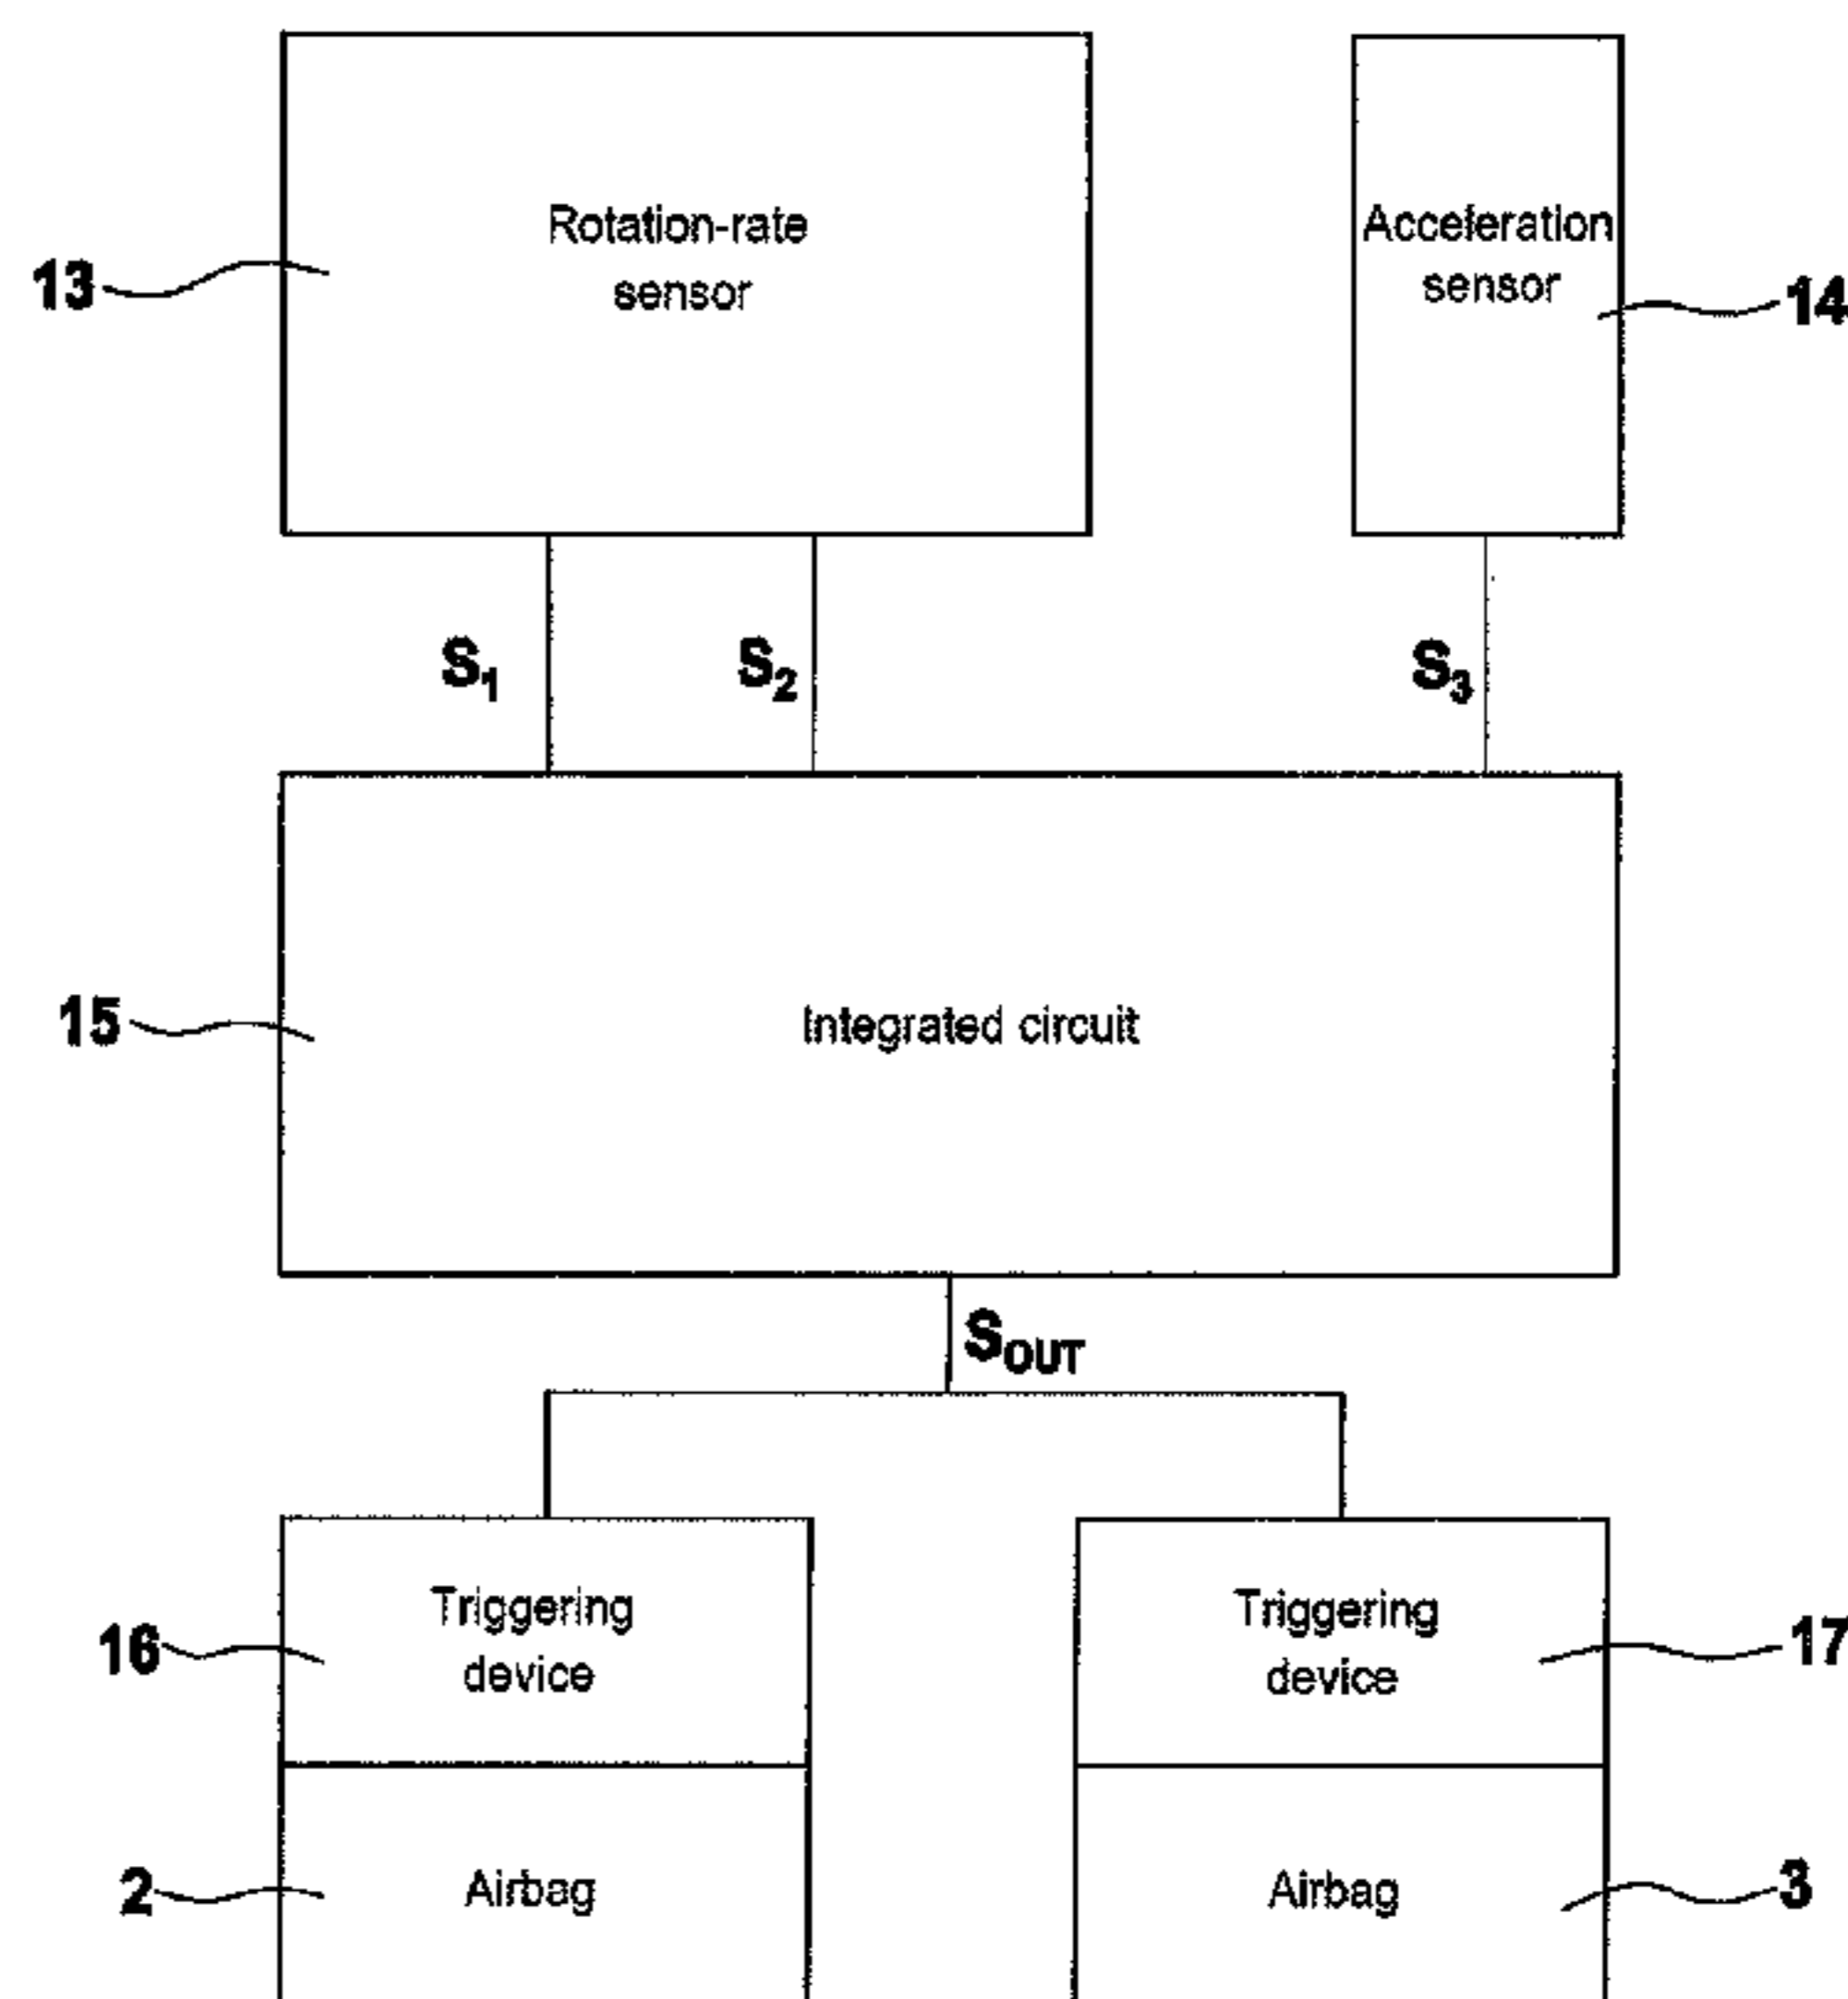 Rotation-rate
sensor
Acceleration
sensor
13
14
S1
S2
S3
15
Integrated circuit
SOUT
16
Triggering
device
Triggering
device
17
2
Airbag
Airbag
3